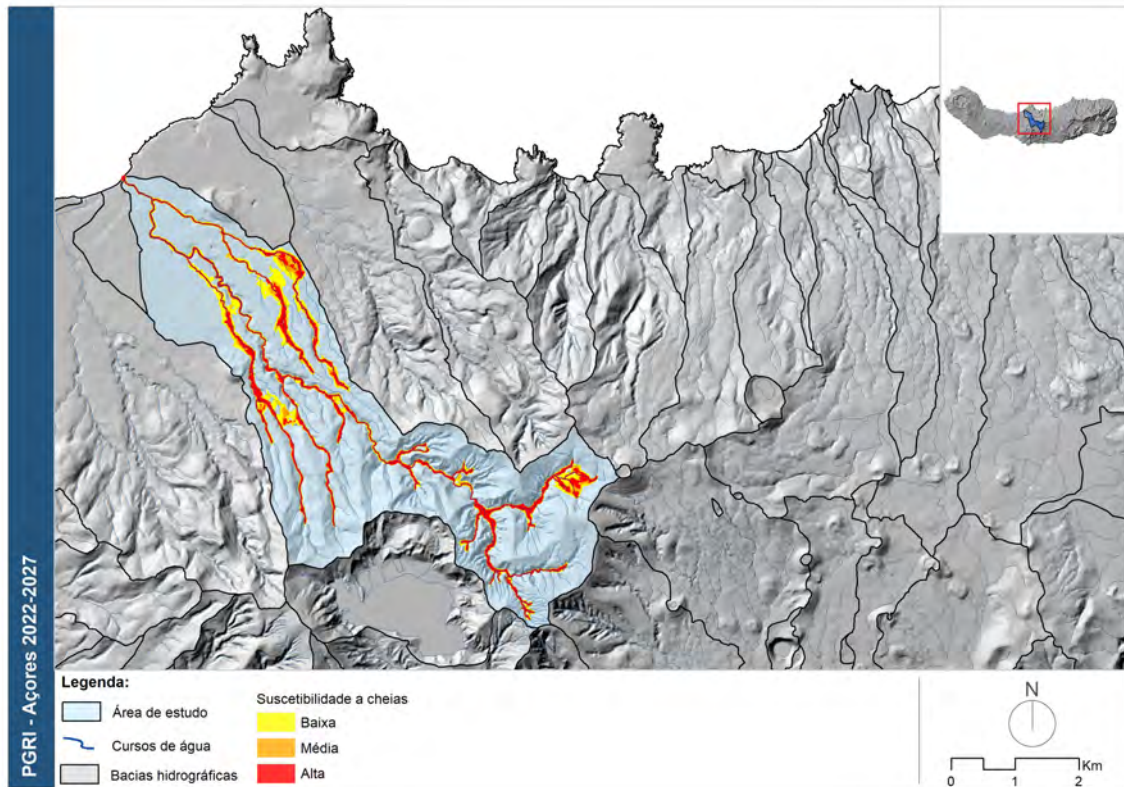 PGRI - Açores 2022-2027
Legenda:
Área de estudo
Cursos de água
Bacias hidrográficas
Suscetibilidade a cheias
Baixa
Média
Alta
N
Km
0 1 2